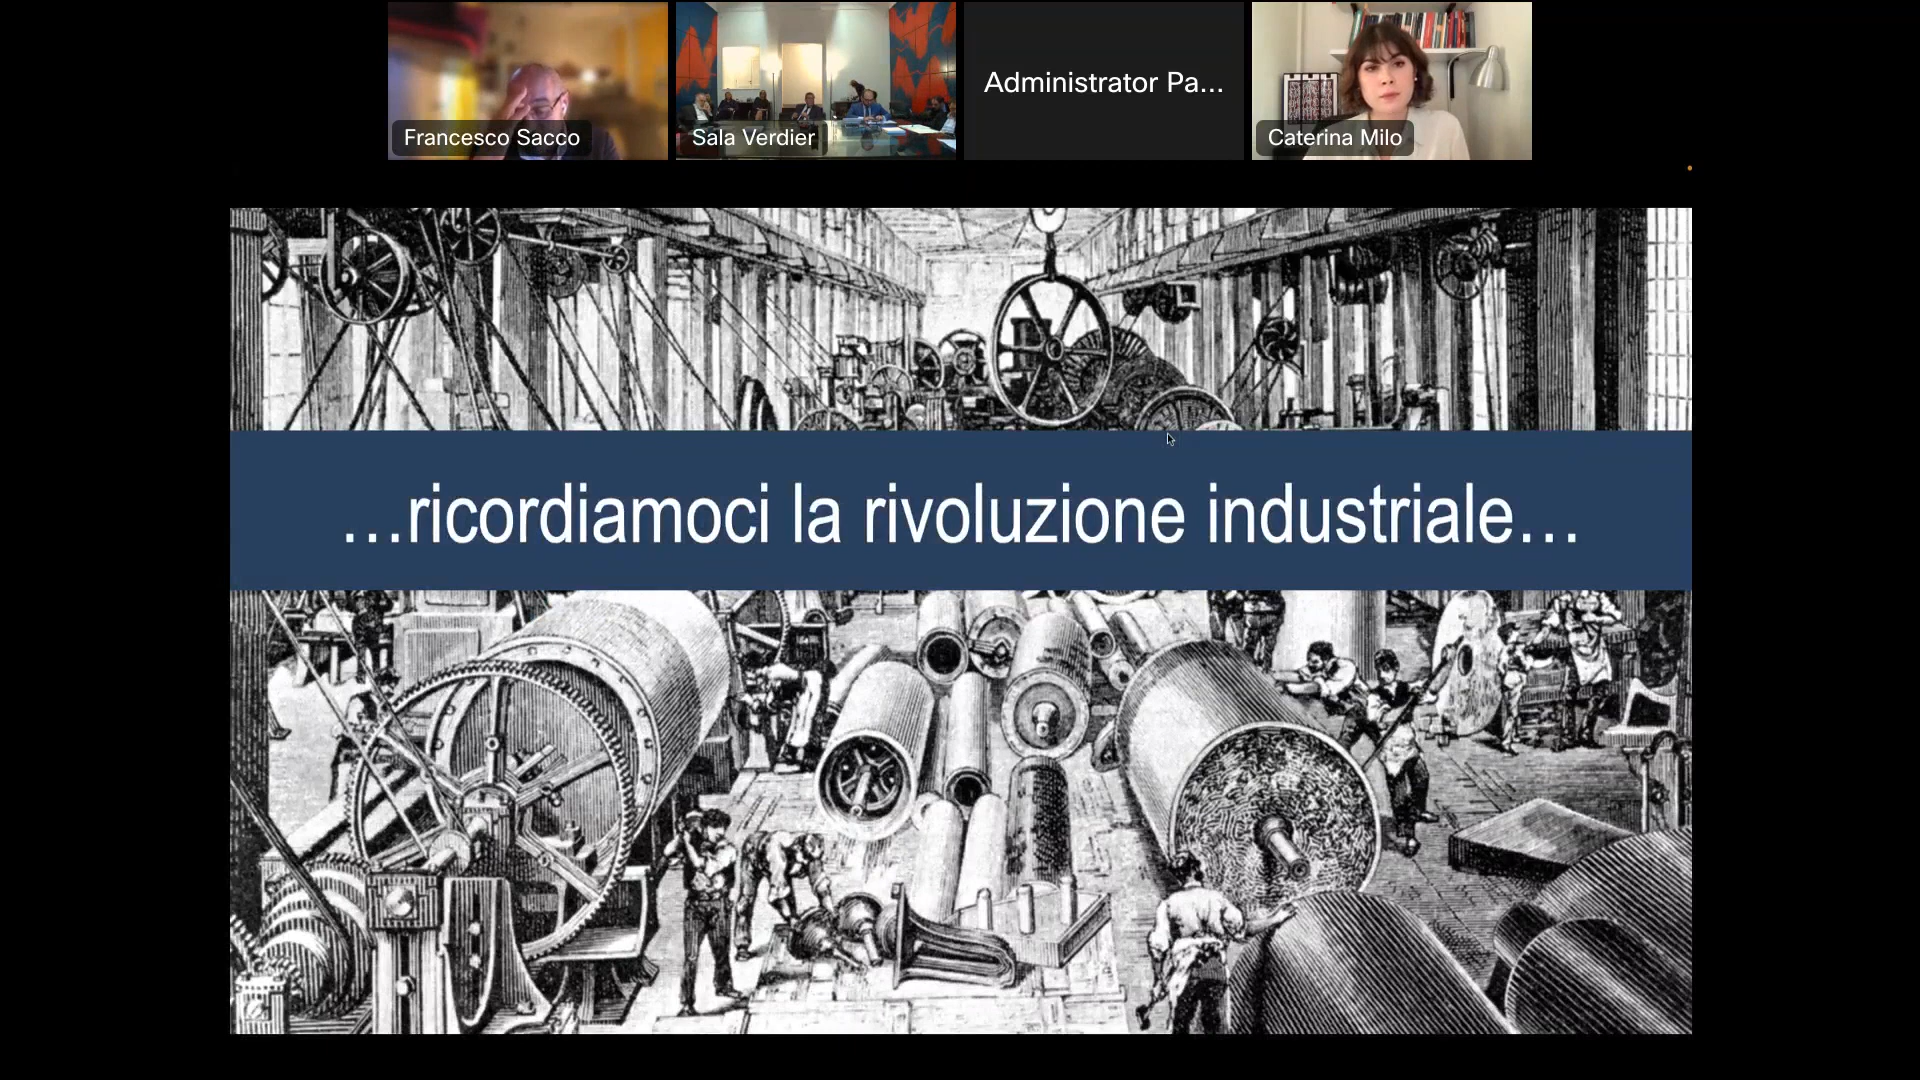 Francesco Sacco
Sala Verdier
Administrator Pa...
Caterina Milo
...ricordiamoci la rivoluzione industriale...